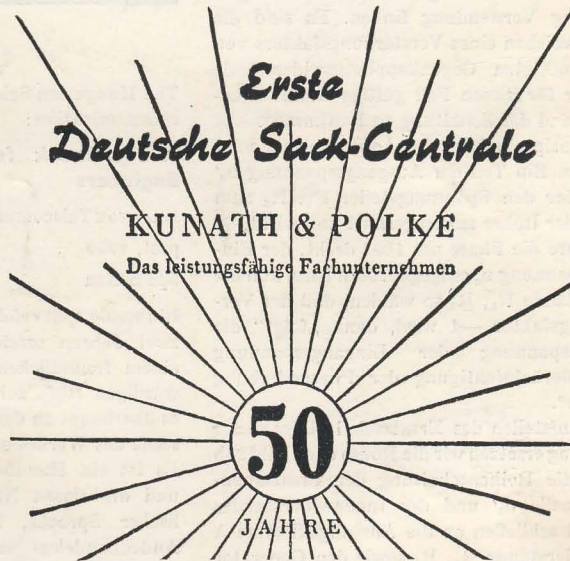 Erste
Deutsche Sack-Centrale
KUNATH & POLKE
Das leistungsfähige Fachunternehmen
50
JAHRE